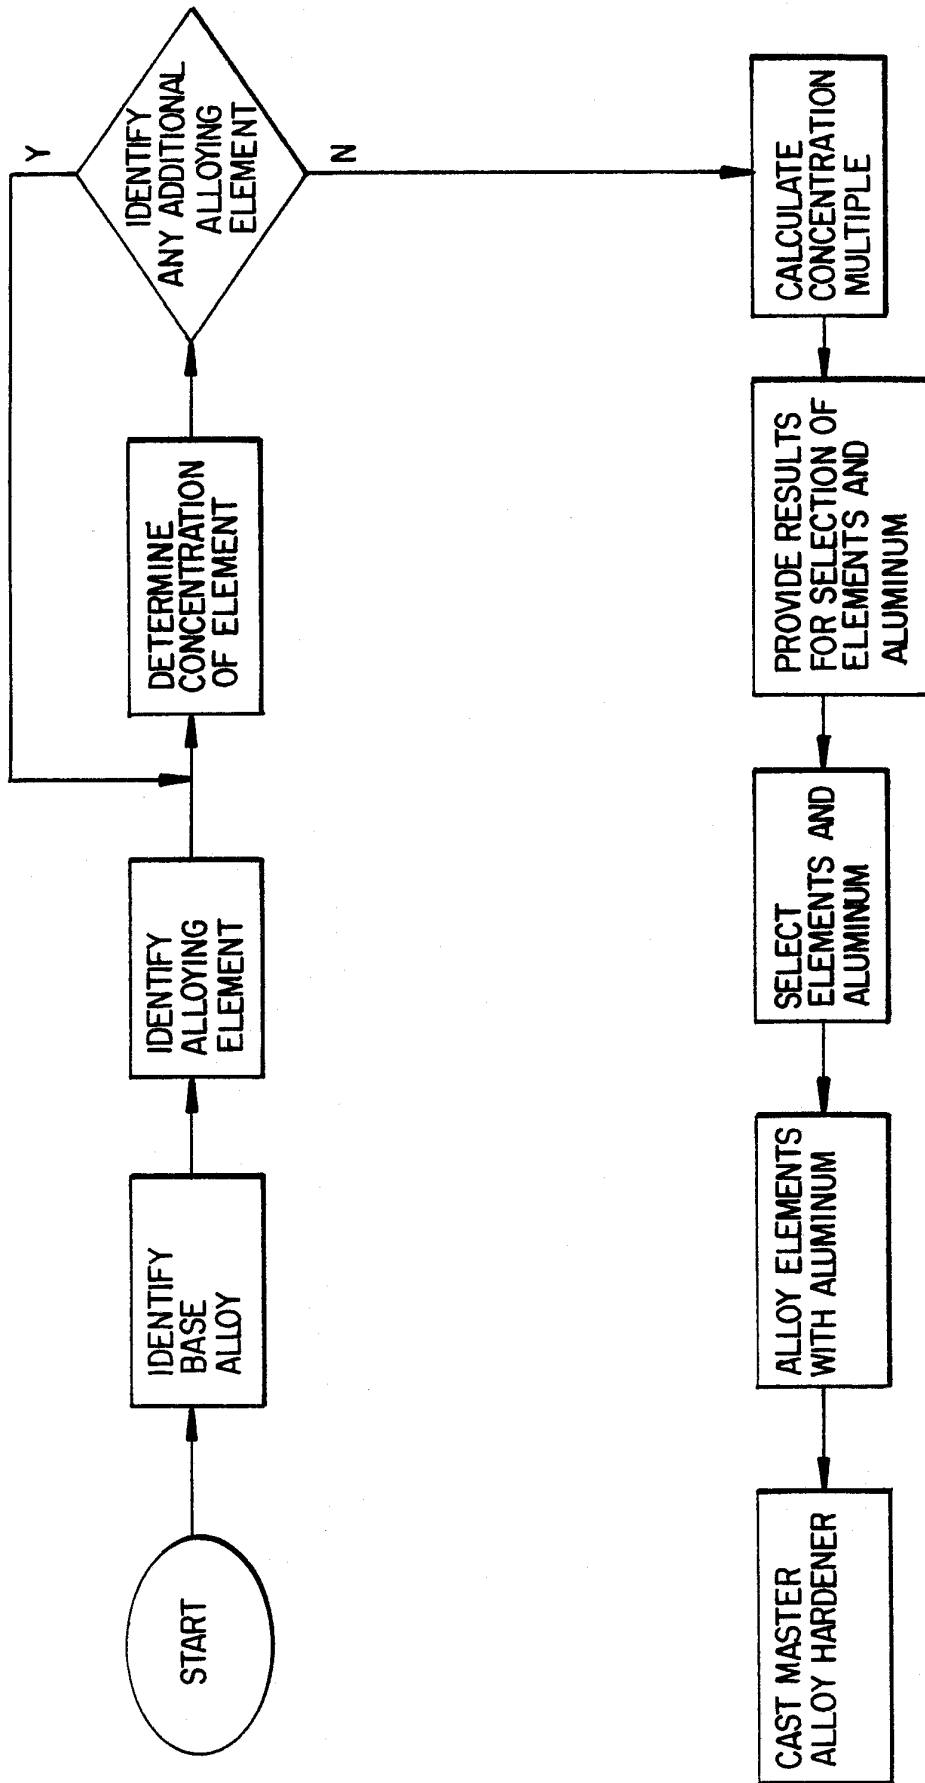 START
IDENTIFY
BASE
ALLOY
IDENTIFY
ALLOYING
ELEMENT
DETERMINE
CONCENTRATION
OF ELEMENT
IDENTIFY
ANY ADDITIONAL
ALLOYING
ELEMENT
Y
N
CALCULATE
CONCENTRATION
MULTIPLE
PROVIDE RESULTS
FOR SELECTION OF
ELEMENTS AND
ALUMINUM
SELECT
ELEMENTS AND
ALUMINUM
ALLOY ELEMENTS
WITH ALUMINUM
CAST MASTER
ALLOY HARDENER